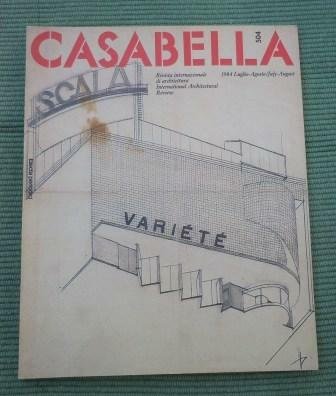 CASABELLA
504
Rivista internazionale
di architettura
International Architectural
Review
1984 Luglio-Agosto/July-August
SCALA
VARIÉTÉ